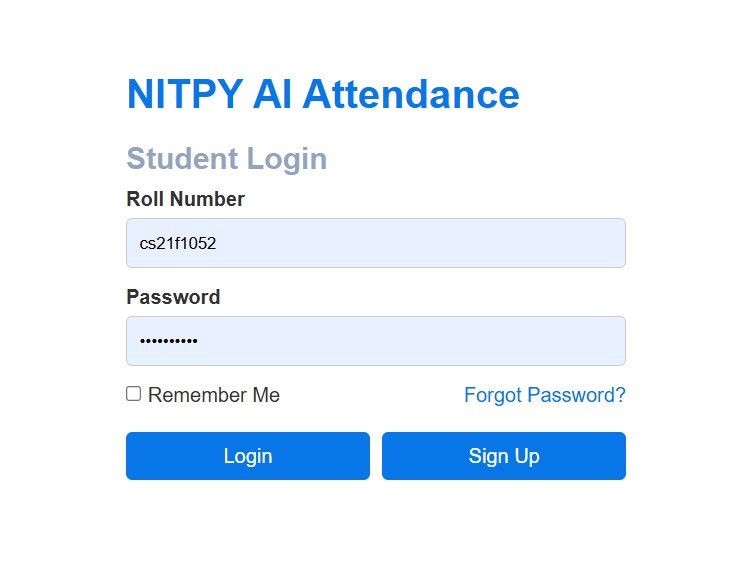 NITPY AI Attendance
Student Login
Roll Number
cs21f1052
Password
••••••••••
Remember Me Forgot Password?
Login Sign Up